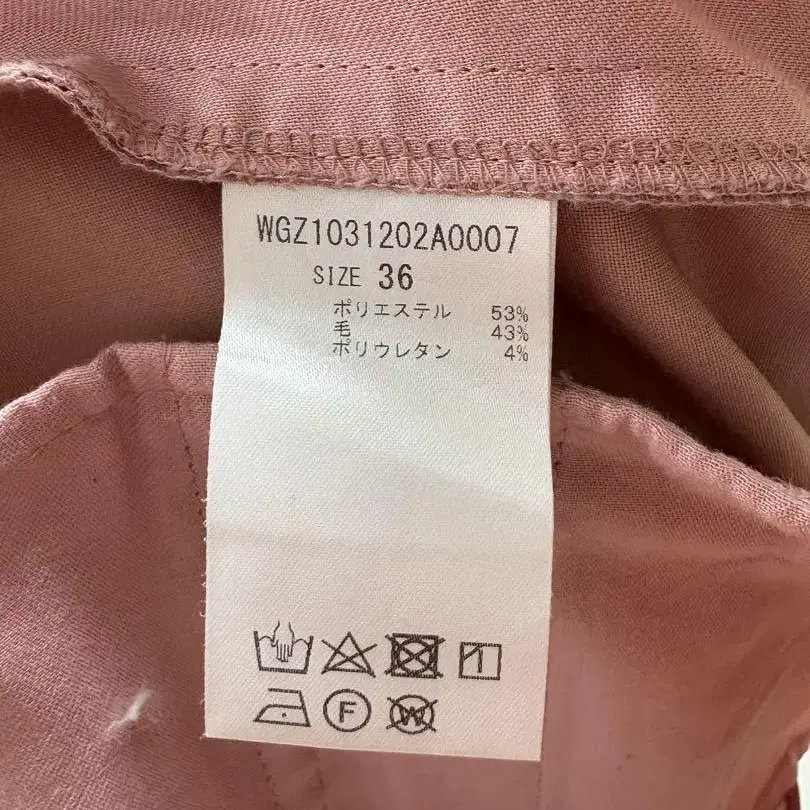 WGZ1031202A0007
SIZE 36
ポリエステル 53%
毛 43%
ポリウレタン 4%
F W